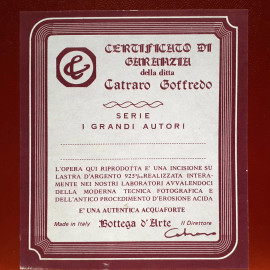 CERTIFICATO DI
GARANZIA
della ditta
Catraro Goffredo
SERIE
I GRANDI AUTORI
L'OPERA QUI RIPRODOTTA E' UNA INCISIONE SU
LASTRA D'ARGENTO 925‰ REALIZZATA INTERA-
MENTE NEI NOSTRI LABORATORI AVVALENDOCI
DELLA MODERNA TECNICA FOTOGRAFICA E
DELL'ANTICO PROCEDIMENTO D'EROSIONE ACIDA
E' UNA AUTENTICA ACQUAFORTE
Made in Italy Bottega d'Arte Il Direttore